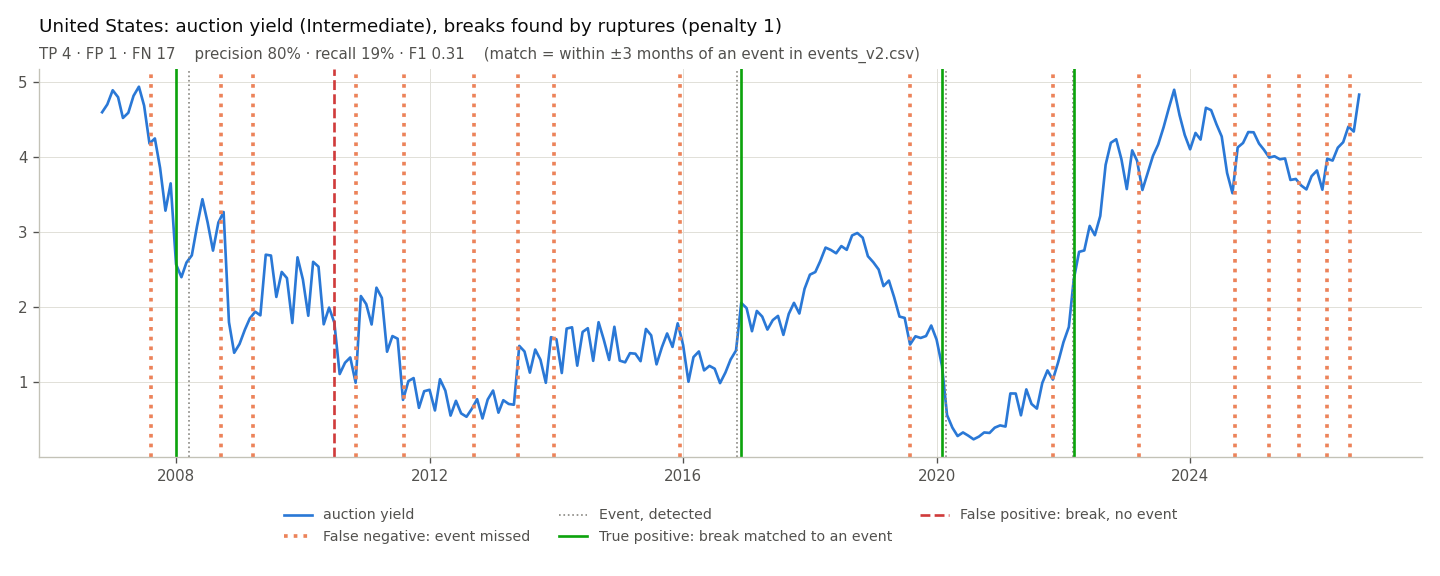 United States: auction yield (Intermediate), breaks found by ruptures (penalty 1)
TP 4 · FP 1 · FN 17 precision 80% · recall 19% · F1 0.31 (match = within ±3 months of an event in events_v2.csv)
5
4
3
2
1
2008 2012 2016 2020 2024
auction yield Event, detected False positive: break, no event
False negative: event missed True positive: break matched to an event